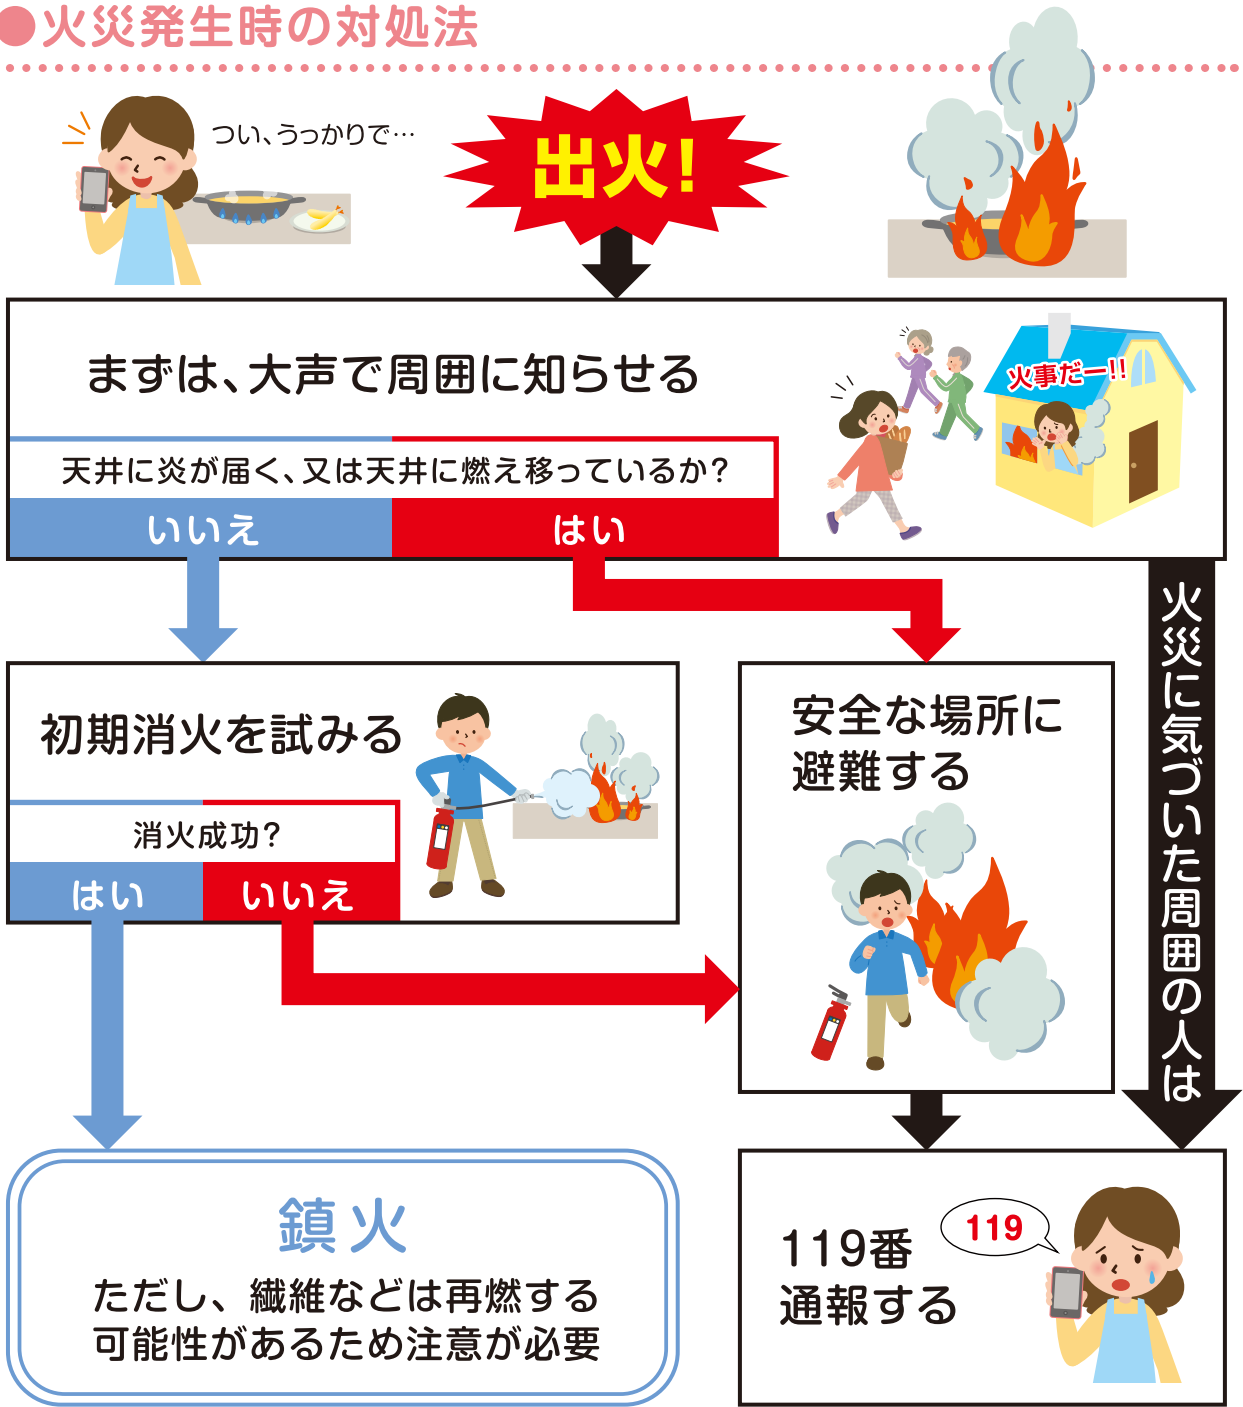 ●火災発生時の対処法
つい、うっかりで…
出火!
まずは、大声で周囲に知らせる
火事だー!!
天井に炎が届く、又は天井に燃え移っているか?
いいえ
はい
火災に気づいた周囲の人は
初期消火を試みる
消火成功?
はい
いいえ
安全な場所に
避難する
鎮火
ただし、繊維などは再燃する
可能性があるため注意が必要
119番
通報する
119